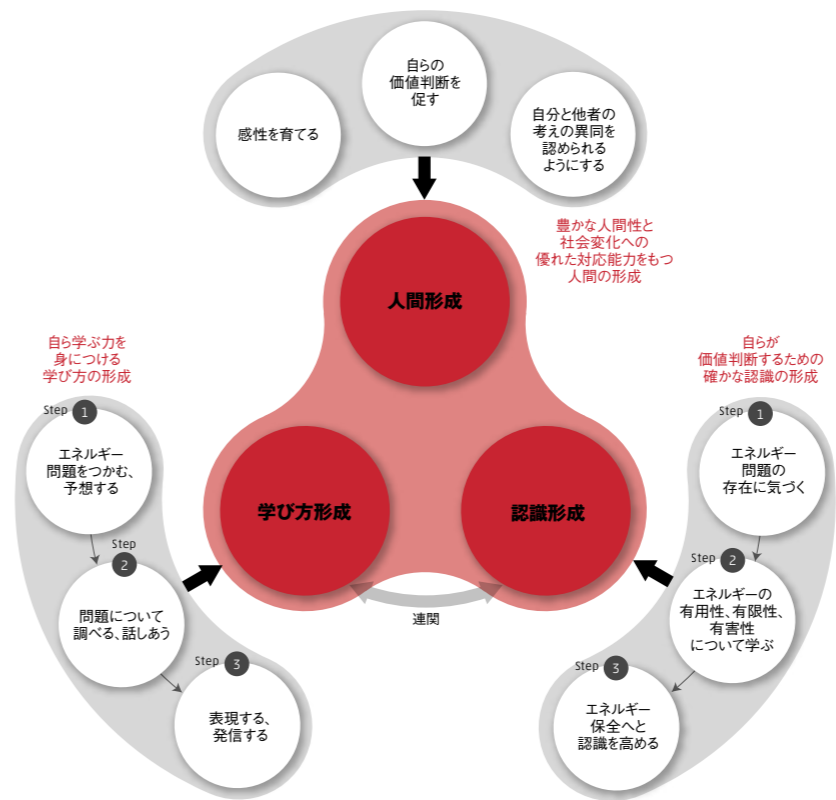 自らの
価値判断を
促す
感性を育てる
自分と他者の
考えの異同を
認められる
ようにする
豊かな人間性と
社会変化への
優れた対応能力をもつ
人間の形成
人間形成
自ら学ぶ力を
身につける
学び方の形成
Step 1
エネルギー
問題をつかむ、
予想する
Step
2
問題について
調べる、話しあう
Step 3
表現する、
発信する
学び方形成
認識形成
連関
自らが
価値判断するための
確かな認識の形成
Step 1
エネルギー
問題の
存在に気づく
Step 2
エネルギーの
有用性、有限性、
有害性
について学ぶ
Step 3
エネルギー
保全へと
認識を高める